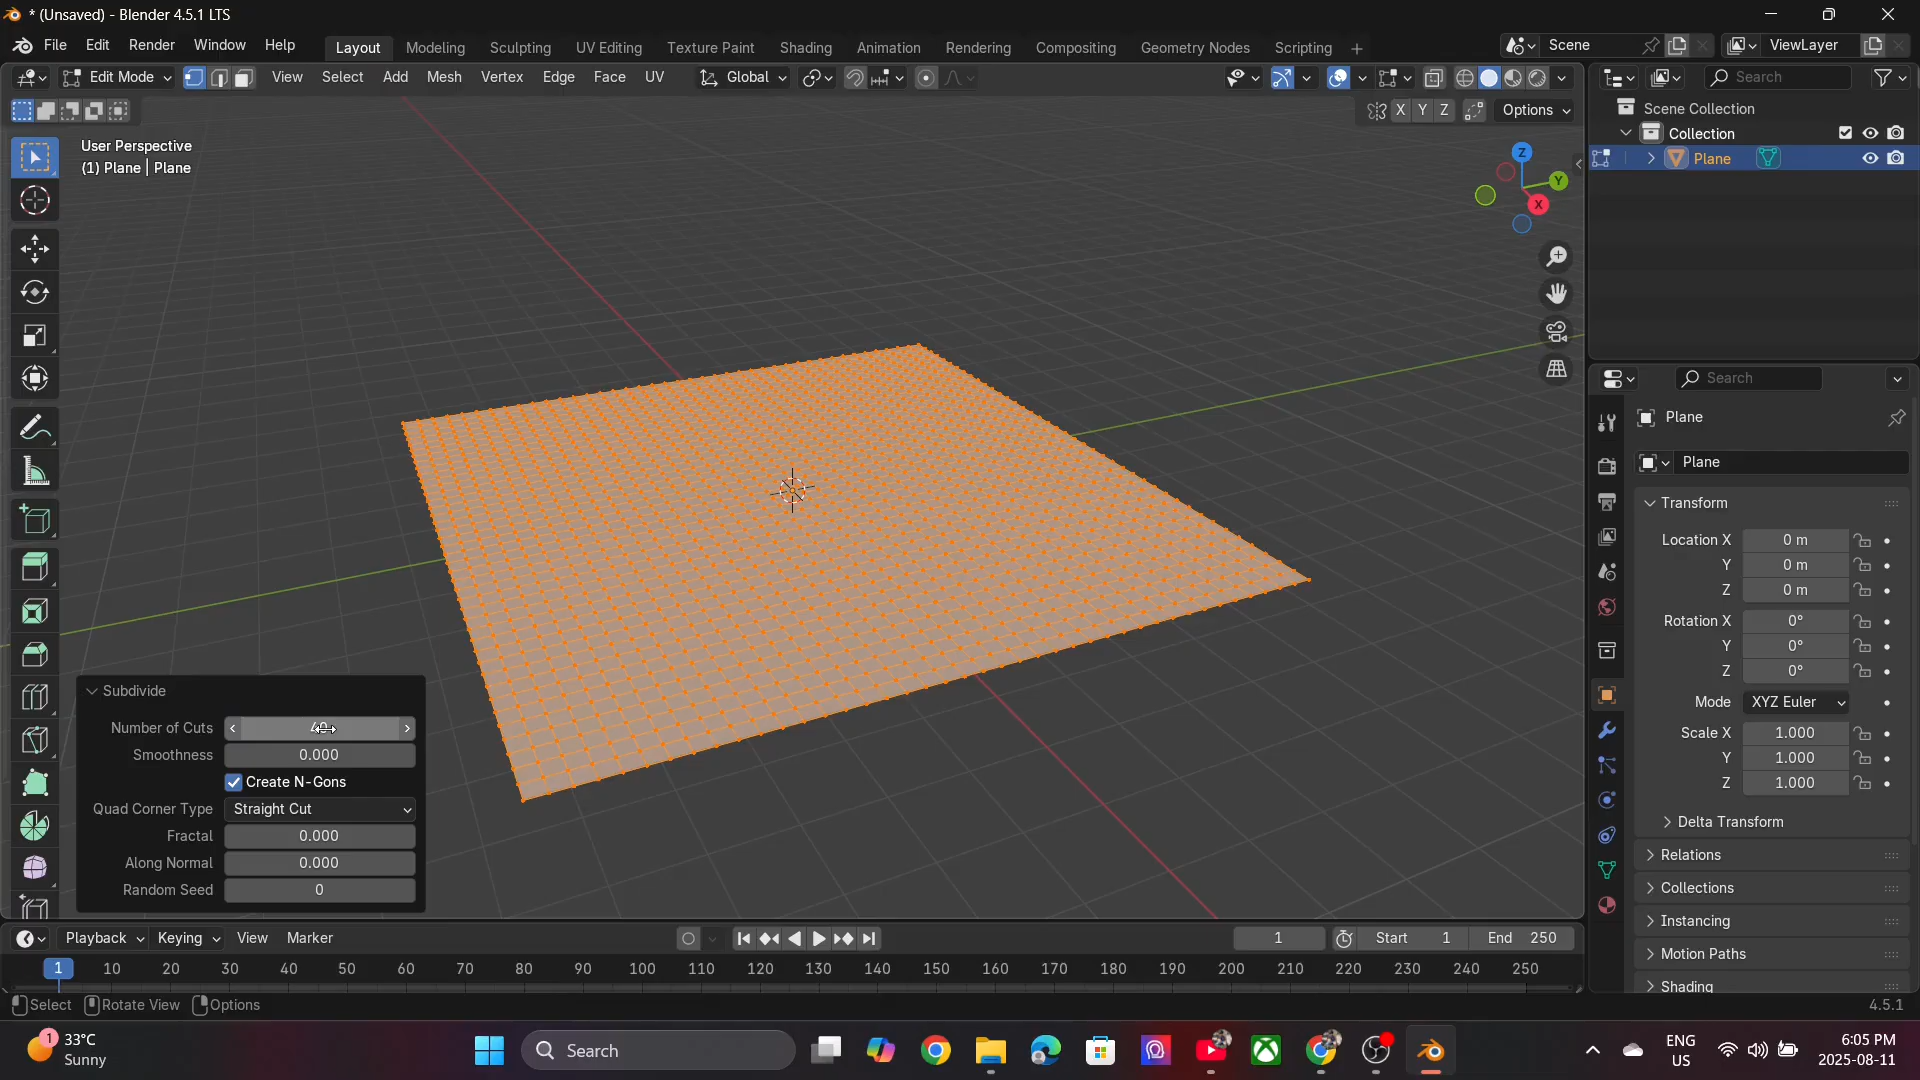 * (Unsaved) - Blender 4.5.1 LTS
File Edit Render Window Help Layout Modeling Sculpting UV Editing Texture Paint Shading Animation Rendering Compositing Geometry Nodes Scripting + Scene ViewLayer
Edit Mode View Select Add Mesh Vertex Edge Face UV Global Search
X Y Z Options
User Perspective
(1) Plane | Plane
Z
Y
X
Scene Collection
Collection
Plane
Search
Plane
Plane
Transform
Location X 0 m
Y 0 m
Z 0 m
Rotation X 0°
Y 0°
Z 0°
Mode XYZ Euler
Scale X 1.000
Y 1.000
Z 1.000
Delta Transform
Relations
Collections
Instancing
Motion Paths
Shading
Subdivide
Number of Cuts
Smoothness 0.000
Create N-Gons
Quad Corner Type Straight Cut
Fractal 0.000
Along Normal 0.000
Random Seed 0
Playback Keying View Marker 1 Start 1 End 250
1 10 20 30 40 50 60 70 80 90 100 110 120 130 140 150 160 170 180 190 200 210 220 230 240 250
Select Rotate View Options 4.5.1
1 33°C
Sunny
Search
ENG
US
6:05 PM
2025-08-11